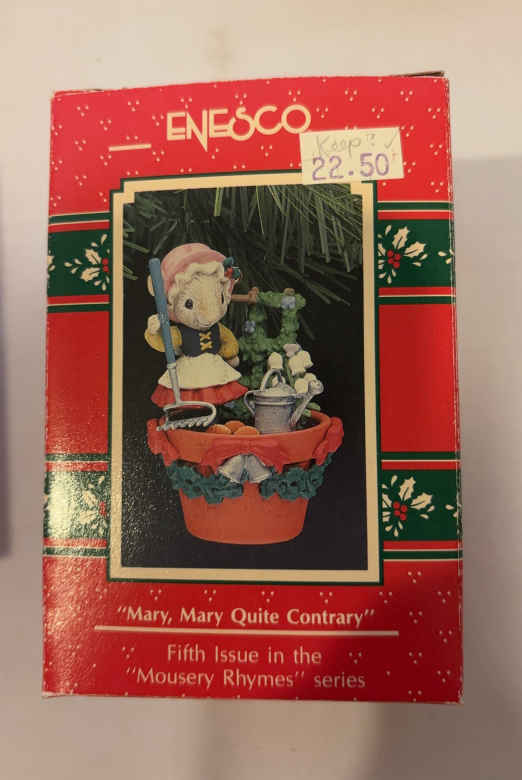 ENESCO
Keep?
22.50
"Mary, Mary Quite Contrary"
Fifth Issue in the
"Mousery Rhymes" series